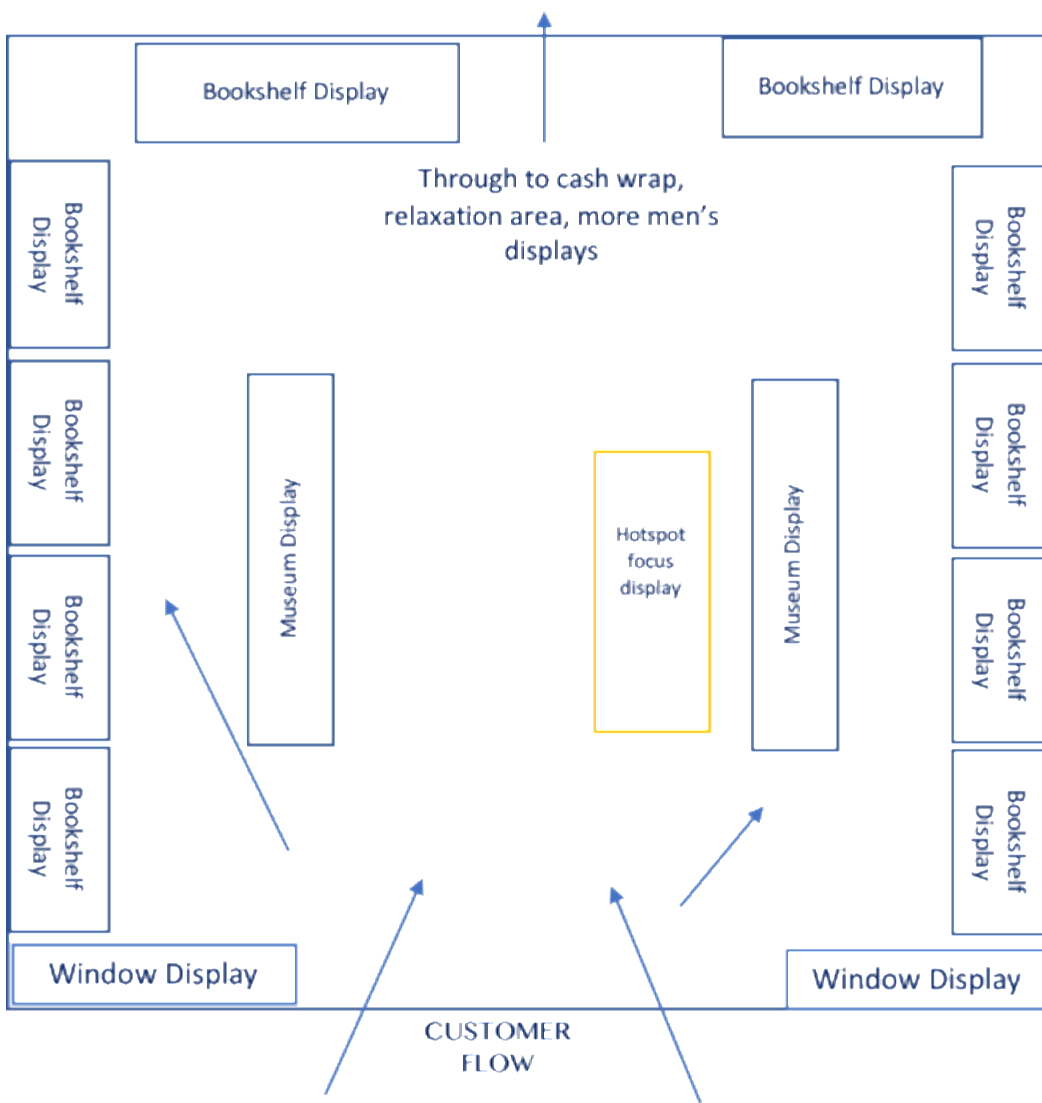 Bookshelf Display
Bookshelf Display
Through to cash wrap,
relaxation area, more men’s
displays
Bookshelf
Display
Bookshelf
Display
Bookshelf
Display
Bookshelf
Display
Museum Display
Hotspot
focus
display
Museum Display
Bookshelf
Display
Bookshelf
Display
Bookshelf
Display
Bookshelf
Display
Window Display
Window Display
CUSTOMER
FLOW